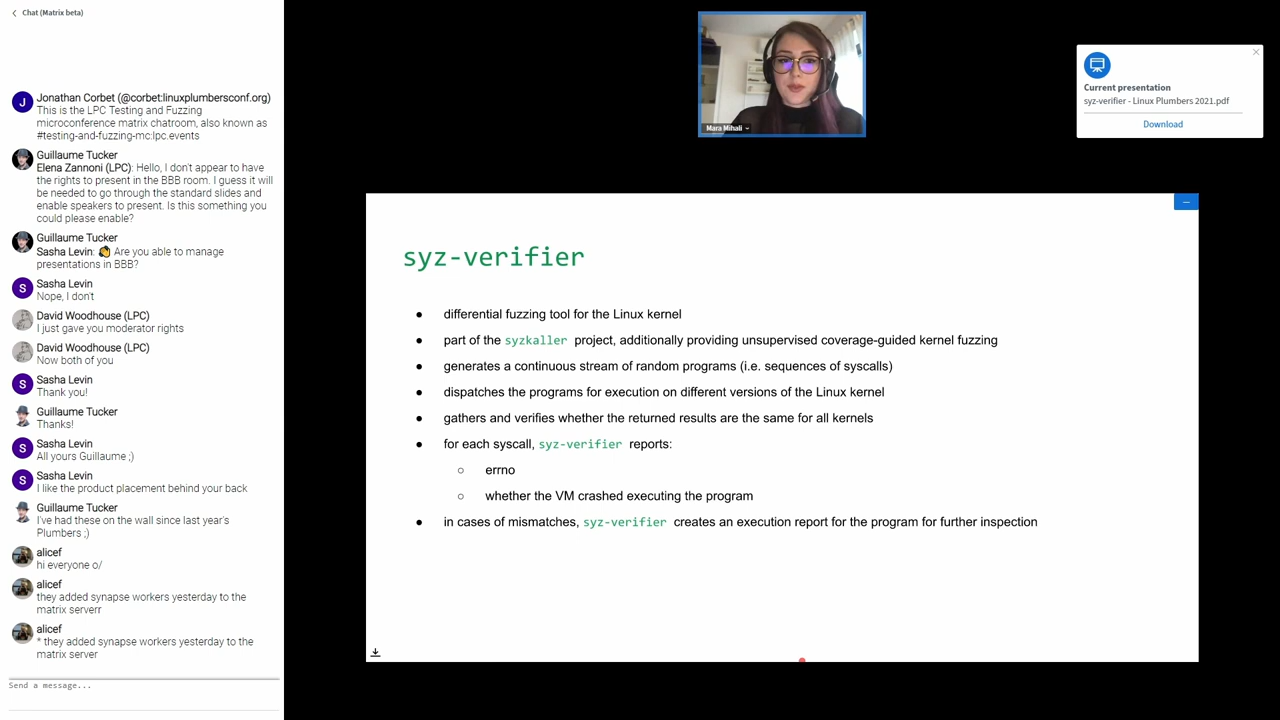 Chat (Matrix beta)
Jonathan Corbet (@corbet:linuxplumbersconf.org)
This is the LPC Testing and Fuzzing
microconference matrix chatroom, also known as
#testing-and-fuzzing-mc:lpc.events
Guillaume Tucker
Elena Zannoni (LPC): Hello, I don't appear to have
the rights to present in the BBB room. I guess it will
be needed to go through the standard slides and
enable speakers to present. Is this something you
could please enable?
Guillaume Tucker
Sasha Levin: 👏 Are you able to manage
presentations in BBB?
Sasha Levin
Nope, I don't
David Woodhouse (LPC)
I just gave you moderator rights
David Woodhouse (LPC)
Now both of you
Sasha Levin
Thank you!
Guillaume Tucker
Thanks!
Sasha Levin
All yours Guillaume ;)
Sasha Levin
I like the product placement behind your back
Guillaume Tucker
I've had these on the wall since last year's
Plumbers ;)
alicef
hi everyone o/
alicef
they added synapse workers yesterday to the
matrix serverr
alicef
* they added synapse workers yesterday to the
matrix server
Send a message...
Mara Mihali
Current presentation
syz-verifier - Linux Plumbers 2021.pdf
Download
syz-verifier
● differential fuzzing tool for the Linux kernel
● part of the syzkaller project, additionally providing unsupervised coverage-guided kernel fuzzing
● generates a continuous stream of random programs (i.e. sequences of syscalls)
● dispatches the programs for execution on different versions of the Linux kernel
● gathers and verifies whether the returned results are the same for all kernels
● for each syscall, syz-verifier reports:
○ errno
○ whether the VM crashed executing the program
● in cases of mismatches, syz-verifier creates an execution report for the program for further inspection